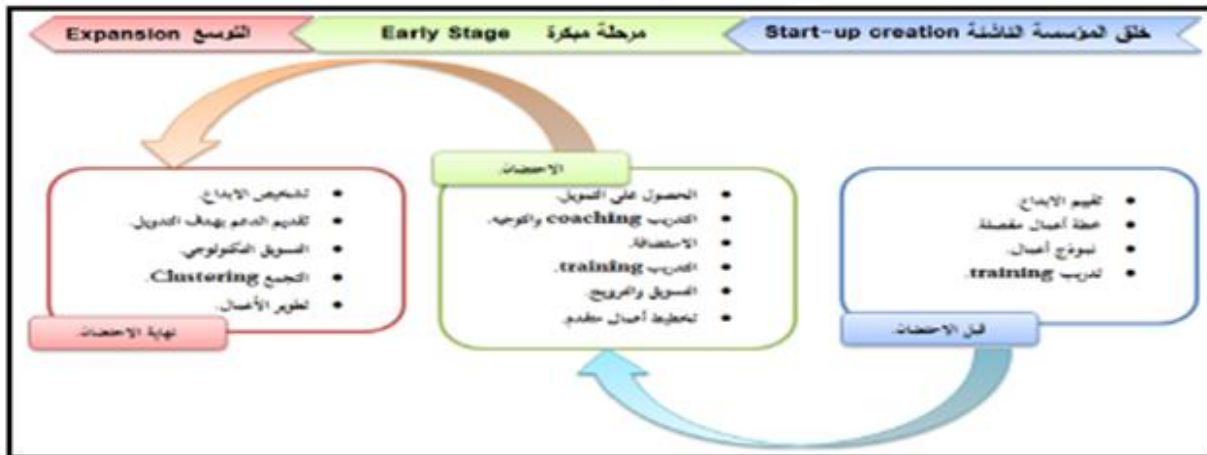 خلق المؤسسة الناشئة Start-up creation
مرحلة مبكرة Early Stage
التوسع Expansion
تقييم الابداع.
خطة أعمال مفصلة.
نموذج أعمال.
تدريب training.
قبل الاحتضان.
الاحتضان.
الحصول على التمويل.
التدريب coaching والتوجيه.
الاستضافة.
التدريب training.
التسويق والترويج.
تخطيط أعمال متقدم.
تشخيص الابداع.
تقديم الدعم بهدف التدويل.
التسويق التكنولوجي.
التجمع Clustering.
تطوير الأعمال.
نهاية الاحتضان.